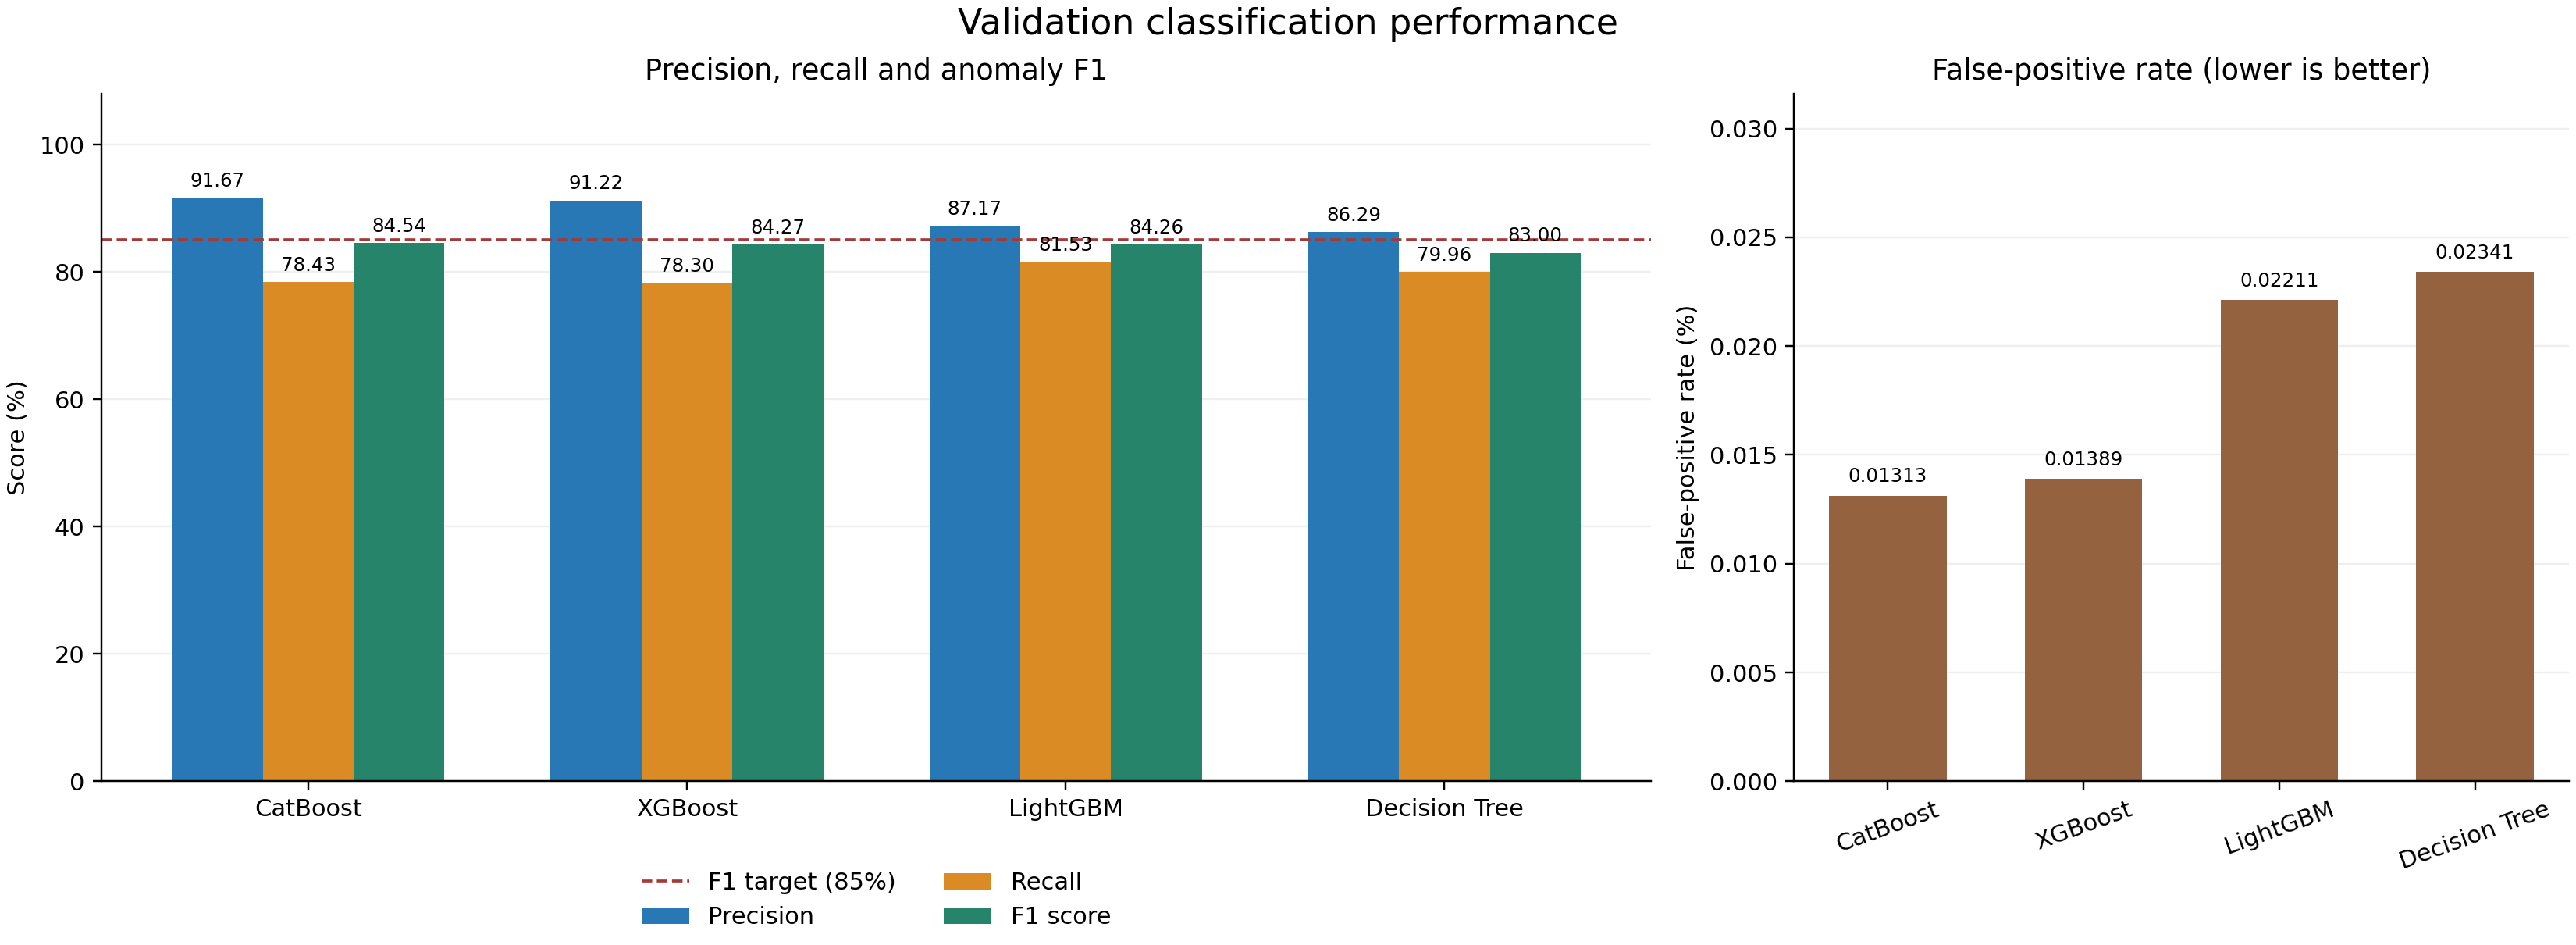 Validation classification performance
Precision, recall and anomaly F1
Score (%)
100
80
60
40
20
0
91.67
78.43
84.54
91.22
78.30
84.27
87.17
81.53
84.26
86.29
79.96
83.00
CatBoost
XGBoost
LightGBM
Decision Tree
F1 target (85%)
Precision
Recall
F1 score
False-positive rate (lower is better)
False-positive rate (%)
0.030
0.025
0.020
0.015
0.010
0.005
0.000
0.01313
0.01389
0.02211
0.02341
CatBoost
XGBoost
LightGBM
Decision Tree